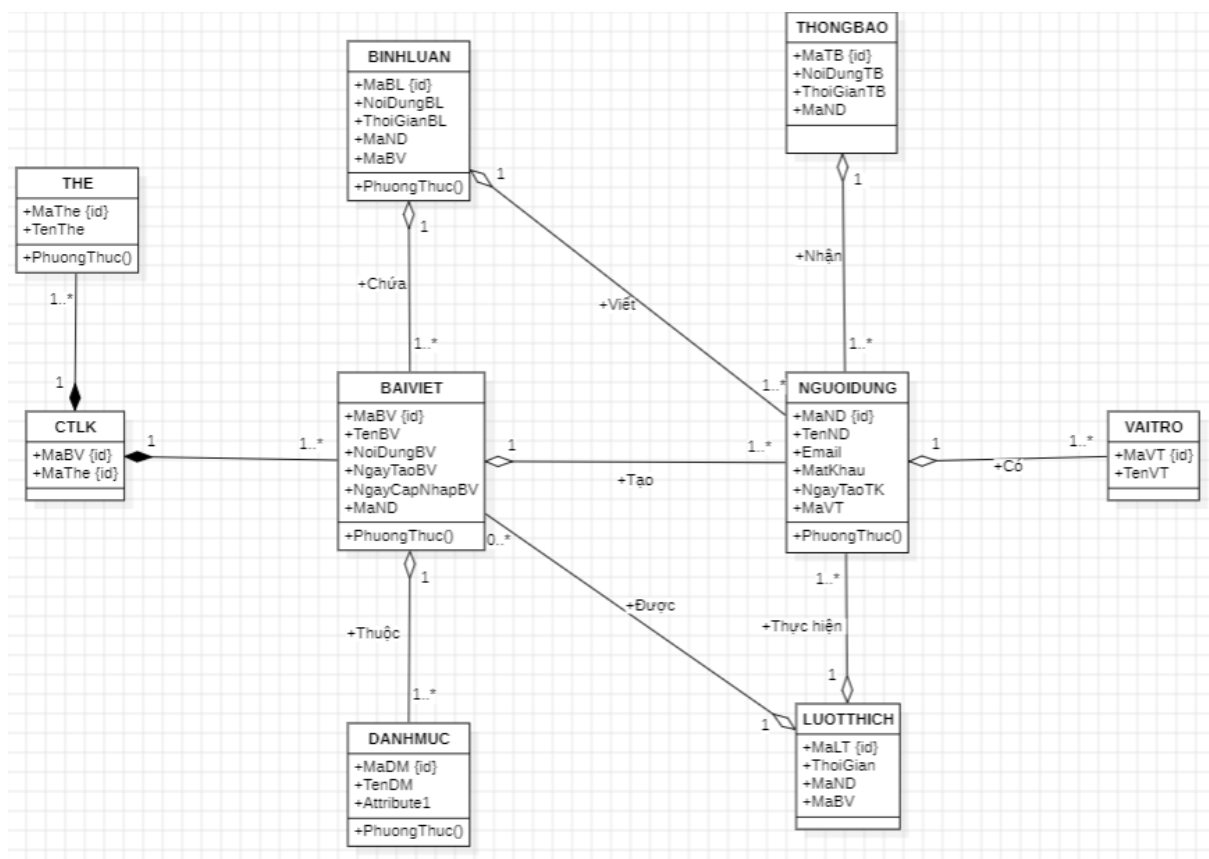 THONGBAO
+MaTB {id}
+NoiDungTB
+ThoiGianTB
+MaND
1
+Nhận
1..*
BINHLUAN
+MaBL {id}
+NoiDungBL
+ThoiGianBL
+MaND
+MaBV
+PhuongThuc()
1
1
+Chứa
1..*
+Viết
1..*
THE
+MaThe {id}
+TenThe
+PhuongThuc()
1..*
1
CTLK
+MaBV {id}
+MaThe {id}
1
1..*
BAIVIET
+MaBV {id}
+TenBV
+NoiDungBV
+NgayTaoBV
+NgayCapNhapBV
+MaND
+PhuongThuc()
1
1..*
+Tạo
NGUOIDUNG
+MaND {id}
+TenND
+Email
+MatKhau
+NgayTaoTK
+MaVT
+PhuongThuc()
1
1..*
+Có
VAITRO
+MaVT {id}
+TenVT
0..*
+Được
1
1..*
+Thực hiện
1
1
+Thuộc
1..*
DANHMUC
+MaDM {id}
+TenDM
+Attribute1
+PhuongThuc()
LUOTTHICH
+MaLT {id}
+ThoiGian
+MaND
+MaBV